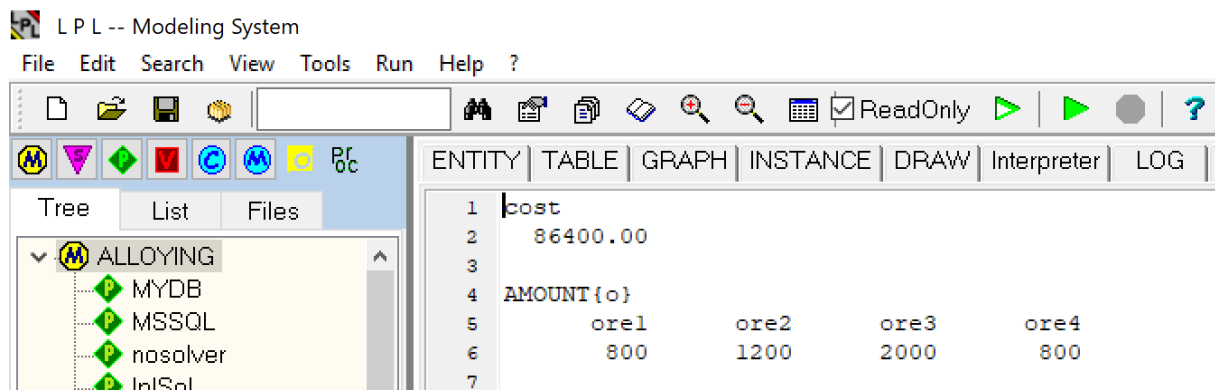 L P L -- Modeling System
File Edit Search View Tools Run Help ?
ReadOnly ?
M S P V C M o Proc
ENTITY TABLE GRAPH INSTANCE DRAW Interpreter LOG
Tree List Files
M ALLOYING
P MYDB
P MSSQL
P nosolver
P lplSol
1 cost
2 86400.00
3
4 AMOUNT{o}
5 ore1 ore2 ore3 ore4
6 800 1200 2000 800
7